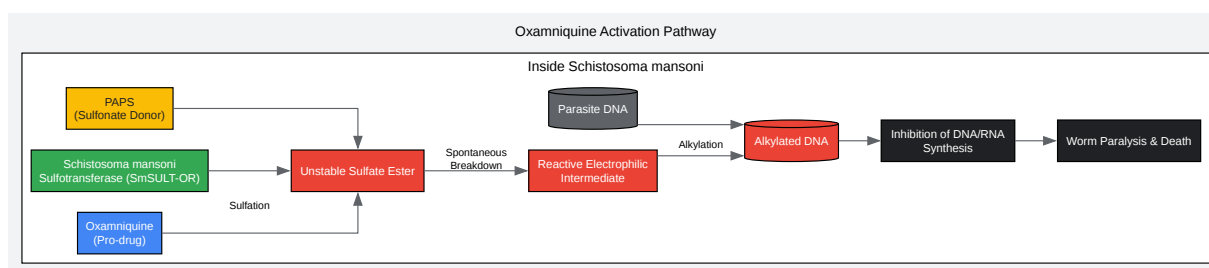 Oxamniquine Activation Pathway
Inside Schistosoma mansoni
PAPS
(Sulfonate Donor)
Schistosoma mansoni
Sulfotransferase (SmSULT-OR)
Oxamniquine
(Pro-drug)
Sulfation
Unstable Sulfate Ester
Spontaneous
Breakdown
Parasite DNA
Reactive Electrophilic
Intermediate
Alkylation
Alkylated DNA
Inhibition of DNA/RNA
Synthesis
Worm Paralysis & Death